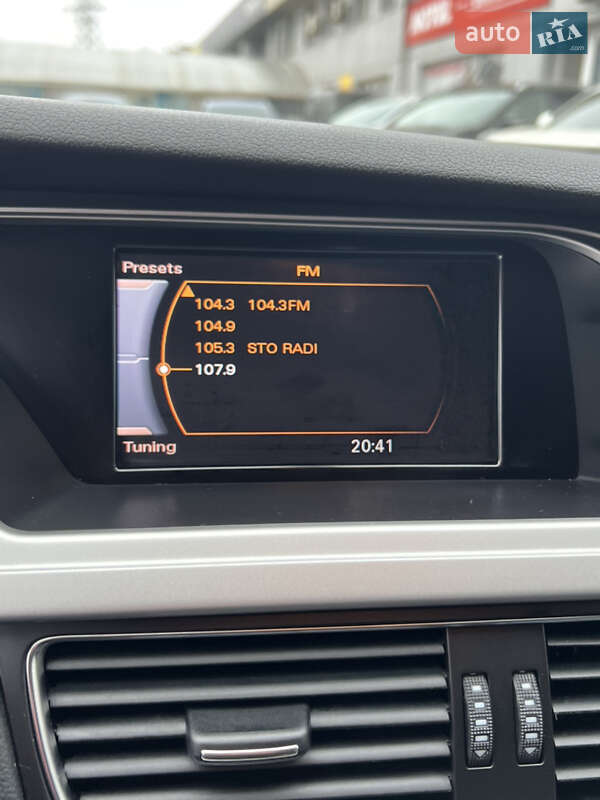 auto RIA .com
Presets FM
104.3 104.3FM
104.9
105.3 STO RADI
107.9
Tuning 20:41